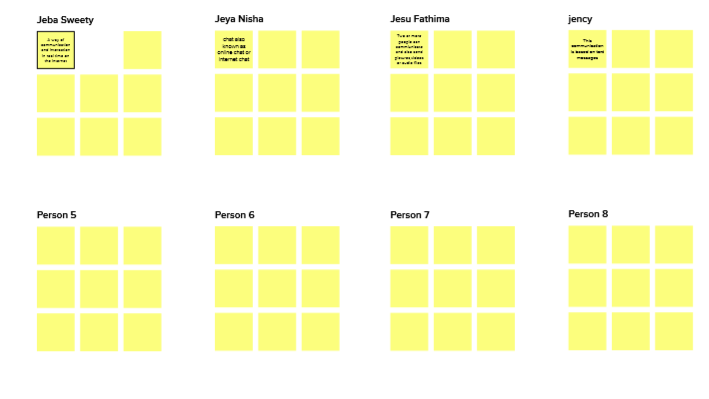 Jeba Sweety
A way of
communication
and interaction
in real time on
the internet
Jeya Nisha
chat also
known as
online chat or
internet chat
Jesu Fathima
Two or more
people can
communicate
and also send
pictures,videos
or audio files
jency
This
communication
is based on text
messages
Person 5
Person 6
Person 7
Person 8